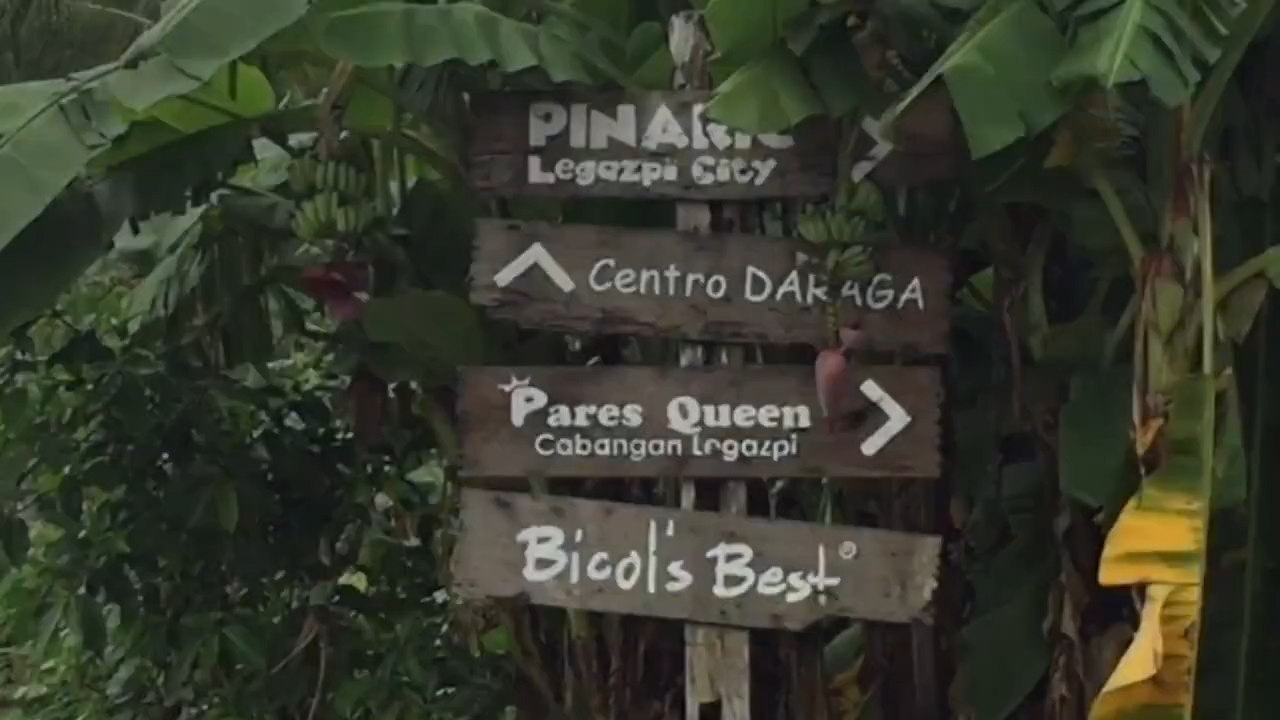 Legazpi City
Centro DARAGA
Pares Queen
Cabangan Legazpi
Bicol's Best®